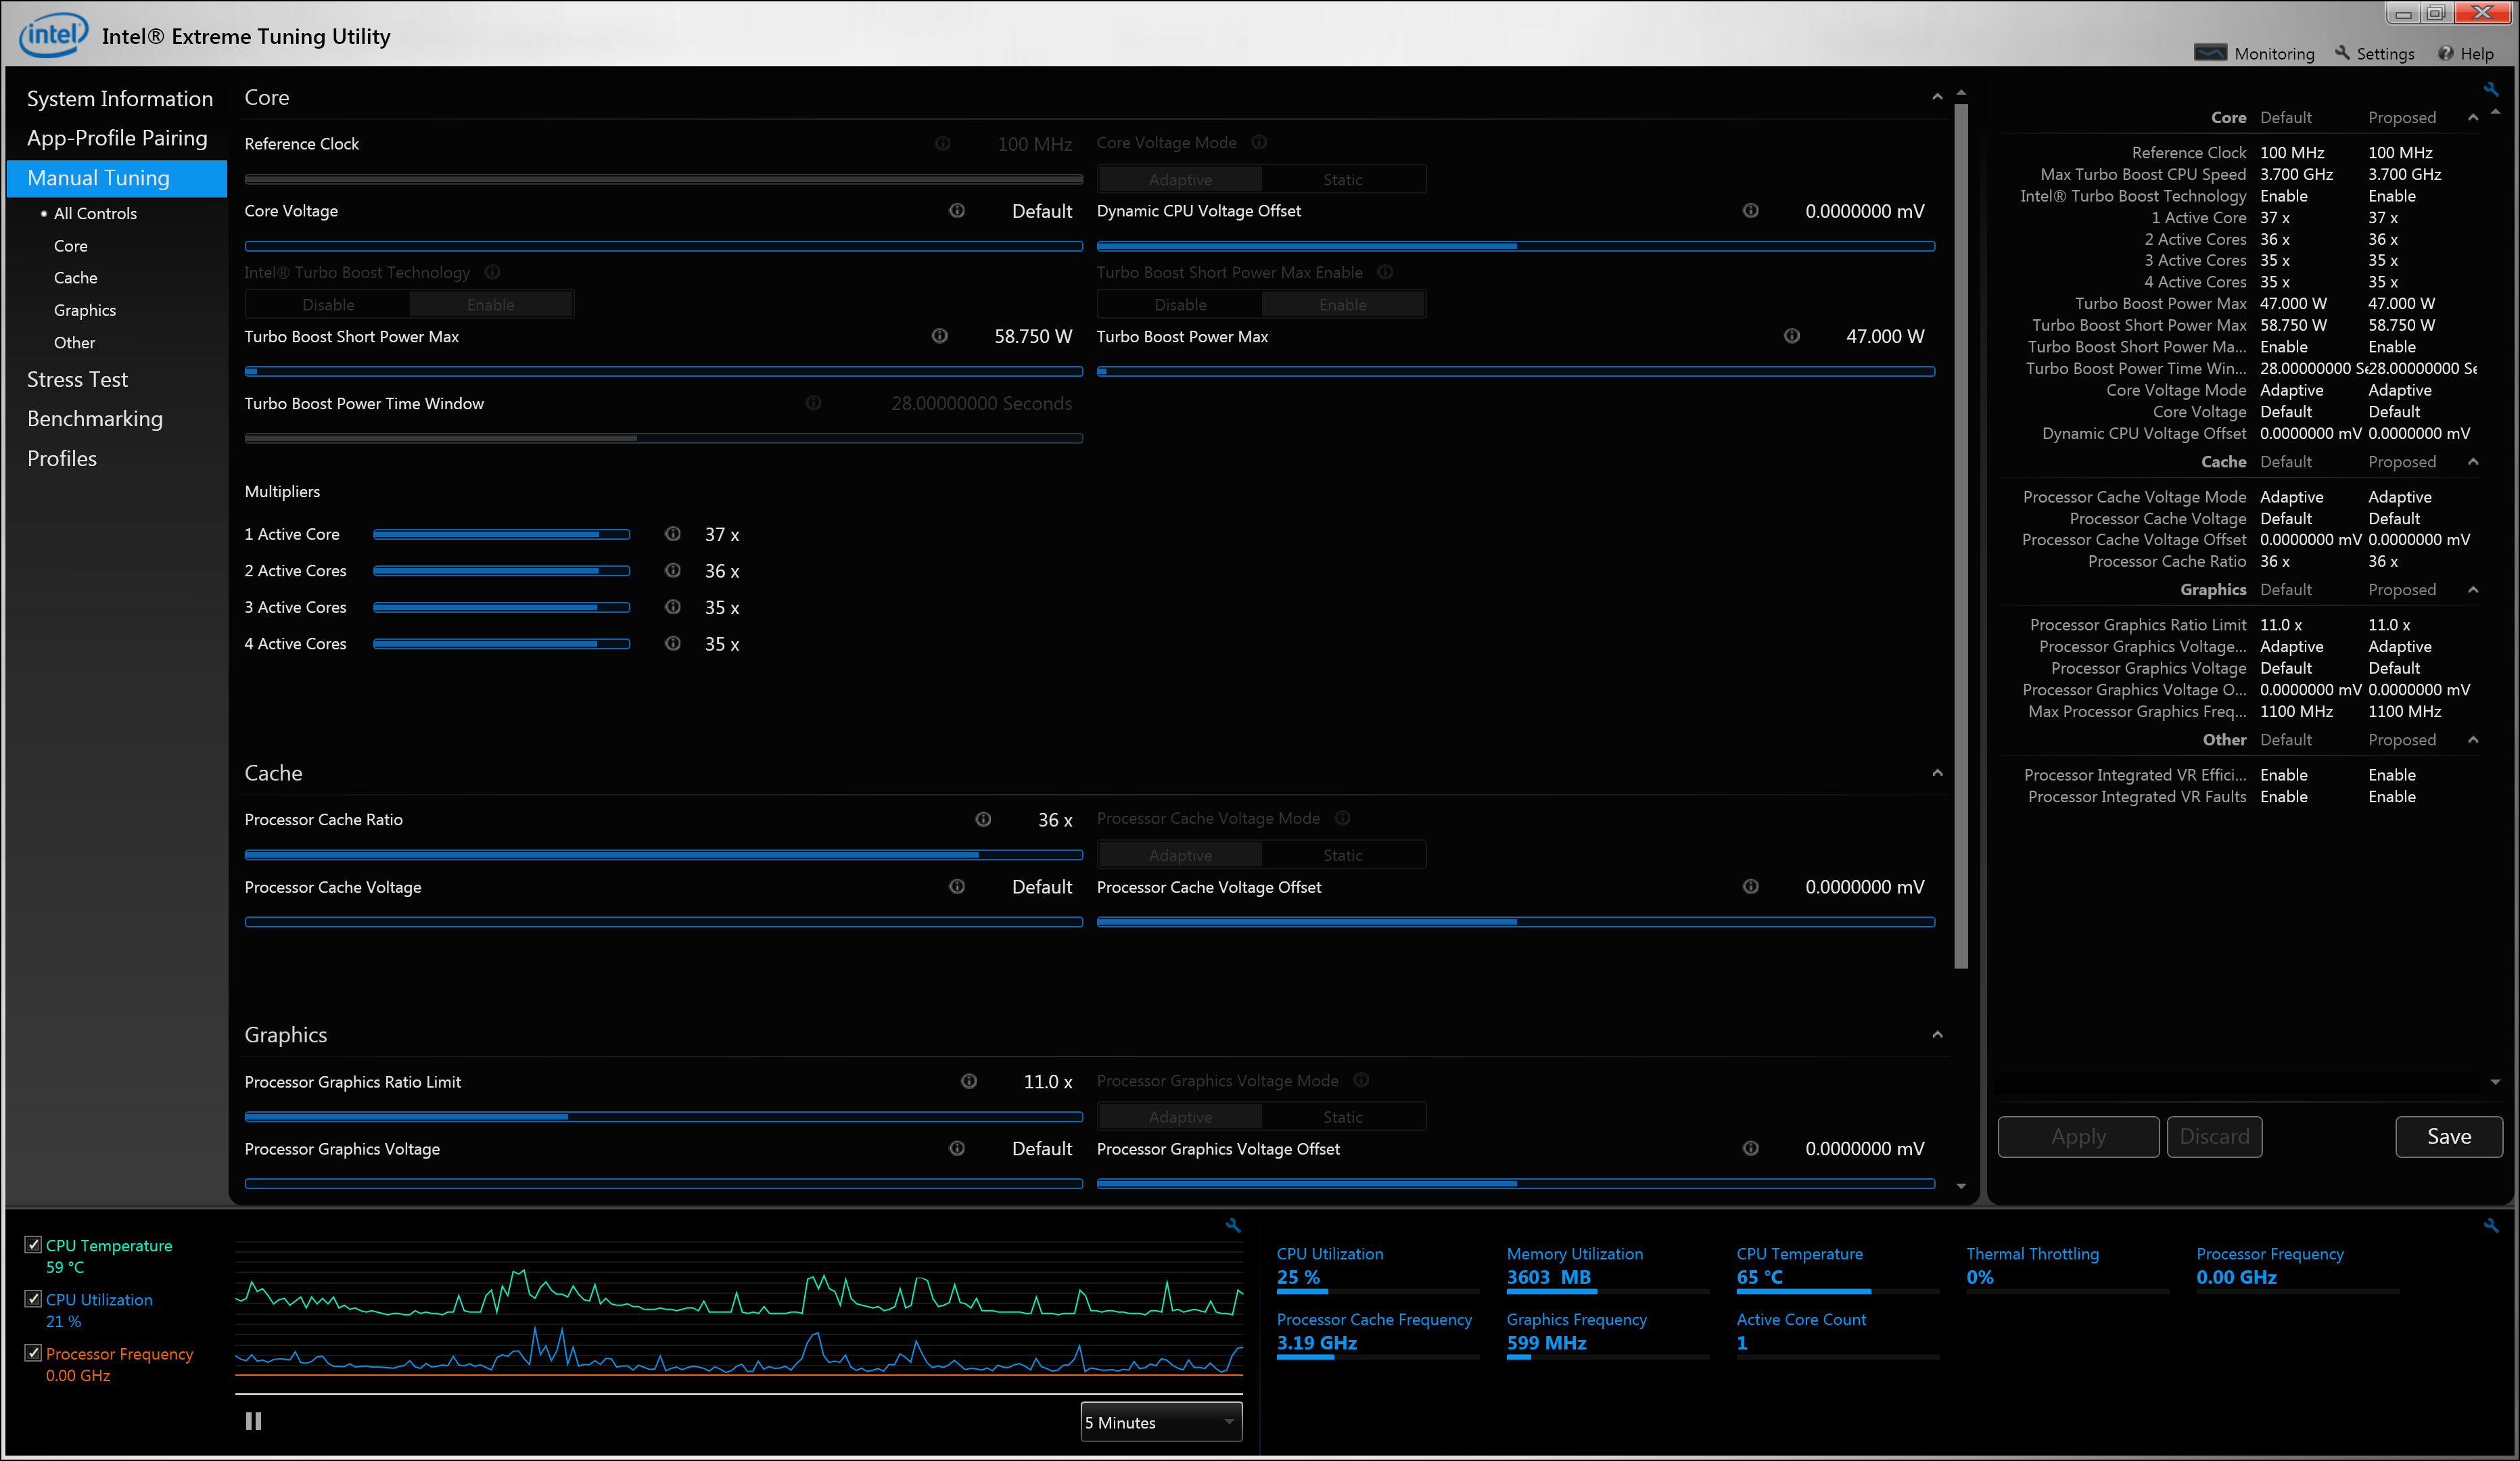 intel
Intel® Extreme Tuning Utility
Monitoring
Settings
Help
System Information
App-Profile Pairing
Manual Tuning
All Controls
Core
Cache
Graphics
Other
Stress Test
Benchmarking
Profiles
Core
Reference Clock 100 MHz
Core Voltage Mode
Adaptive Static
Core Voltage Default
Dynamic CPU Voltage Offset 0.0000000 mV
Intel® Turbo Boost Technology
Disable Enable
Turbo Boost Short Power Max Enable
Disable Enable
Turbo Boost Short Power Max 58.750 W
Turbo Boost Power Max 47.000 W
Turbo Boost Power Time Window 28.00000000 Seconds
Multipliers
1 Active Core 37 x
2 Active Cores 36 x
3 Active Cores 35 x
4 Active Cores 35 x
Cache
Processor Cache Ratio 36 x
Processor Cache Voltage Mode
Adaptive Static
Processor Cache Voltage Default
Processor Cache Voltage Offset 0.0000000 mV
Graphics
Processor Graphics Ratio Limit 11.0 x
Processor Graphics Voltage Mode
Adaptive Static
Processor Graphics Voltage Default
Processor Graphics Voltage Offset 0.0000000 mV
Core Default Proposed
Reference Clock 100 MHz 100 MHz
Max Turbo Boost CPU Speed 3.700 GHz 3.700 GHz
Intel® Turbo Boost Technology Enable Enable
1 Active Core 37 x 37 x
2 Active Cores 36 x 36 x
3 Active Cores 35 x 35 x
4 Active Cores 35 x 35 x
Turbo Boost Power Max 47.000 W 47.000 W
Turbo Boost Short Power Max 58.750 W 58.750 W
Turbo Boost Short Power Ma... Enable Enable
Turbo Boost Power Time Win... 28.00000000 Se 28.00000000 Se
Core Voltage Mode Adaptive Adaptive
Core Voltage Default Default
Dynamic CPU Voltage Offset 0.0000000 mV 0.0000000 mV
Cache Default Proposed
Processor Cache Voltage Mode Adaptive Adaptive
Processor Cache Voltage Default Default
Processor Cache Voltage Offset 0.0000000 mV 0.0000000 mV
Processor Cache Ratio 36 x 36 x
Graphics Default Proposed
Processor Graphics Ratio Limit 11.0 x 11.0 x
Processor Graphics Voltage... Adaptive Adaptive
Processor Graphics Voltage Default Default
Processor Graphics Voltage O... 0.0000000 mV 0.0000000 mV
Max Processor Graphics Freq... 1100 MHz 1100 MHz
Other Default Proposed
Processor Integrated VR Effici... Enable Enable
Processor Integrated VR Faults Enable Enable
Apply Discard Save
CPU Temperature
59 °C
CPU Utilization
21 %
Processor Frequency
0.00 GHz
5 Minutes
CPU Utilization
25 %
Memory Utilization
3603 MB
CPU Temperature
65 °C
Thermal Throttling
0%
Processor Frequency
0.00 GHz
Processor Cache Frequency
3.19 GHz
Graphics Frequency
599 MHz
Active Core Count
1